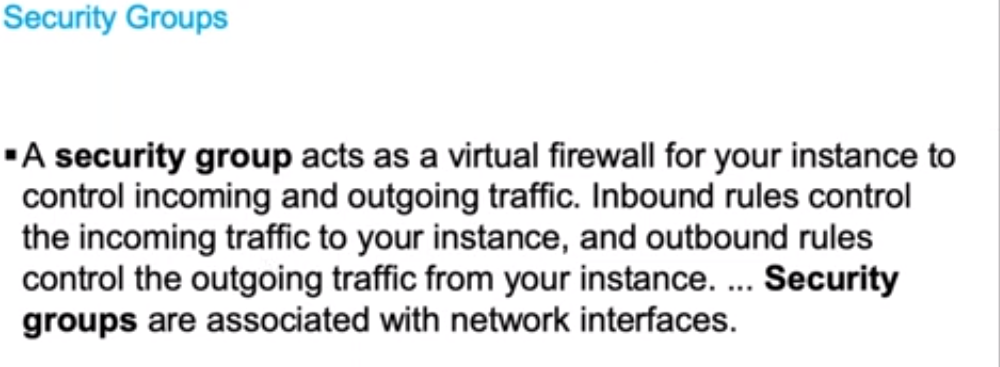 Security Groups
▪A security group acts as a virtual firewall for your instance to
control incoming and outgoing traffic. Inbound rules control
the incoming traffic to your instance, and outbound rules
control the outgoing traffic from your instance. ... Security
groups are associated with network interfaces.